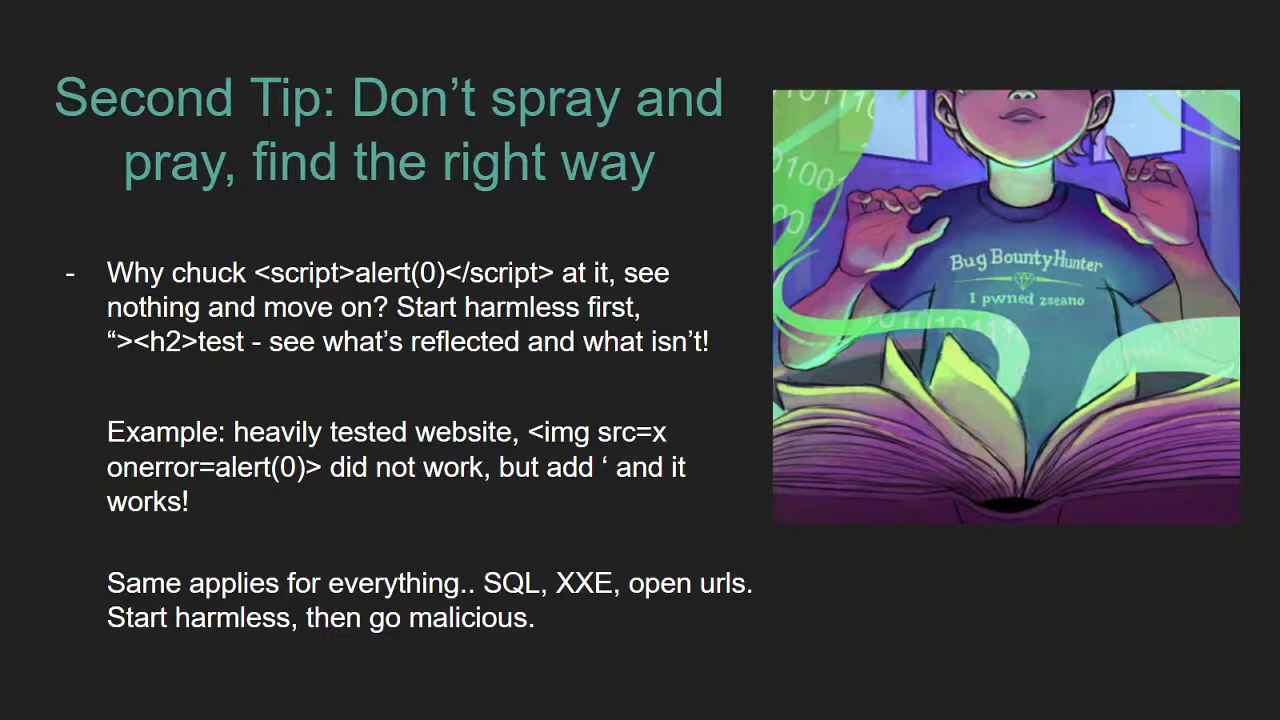 Second Tip: Don’t spray and
pray, find the right way
- Why chuck <script>alert(0)</script> at it, see
nothing and move on? Start harmless first,
“><h2>test - see what’s reflected and what isn’t!
Example: heavily tested website, <img src=x
onerror=alert(0)> did not work, but add ‘ and it
works!
Same applies for everything.. SQL, XXE, open urls.
Start harmless, then go malicious.
Bug Bounty Hunter
I pwned zseano